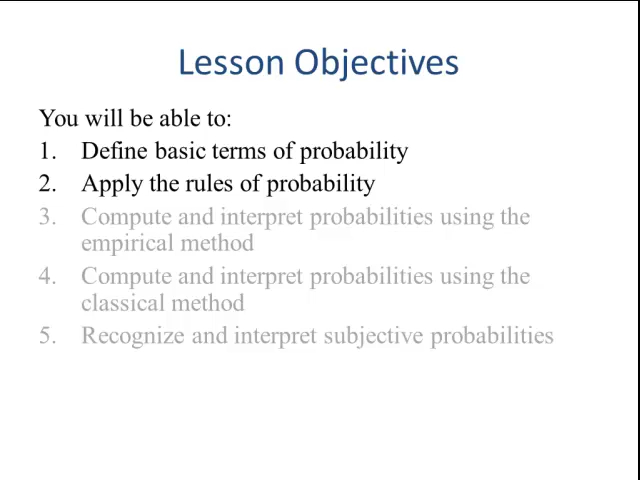 Lesson Objectives
You will be able to:
1. Define basic terms of probability
2. Apply the rules of probability
3. Compute and interpret probabilities using the
empirical method
4. Compute and interpret probabilities using the
classical method
5. Recognize and interpret subjective probabilities